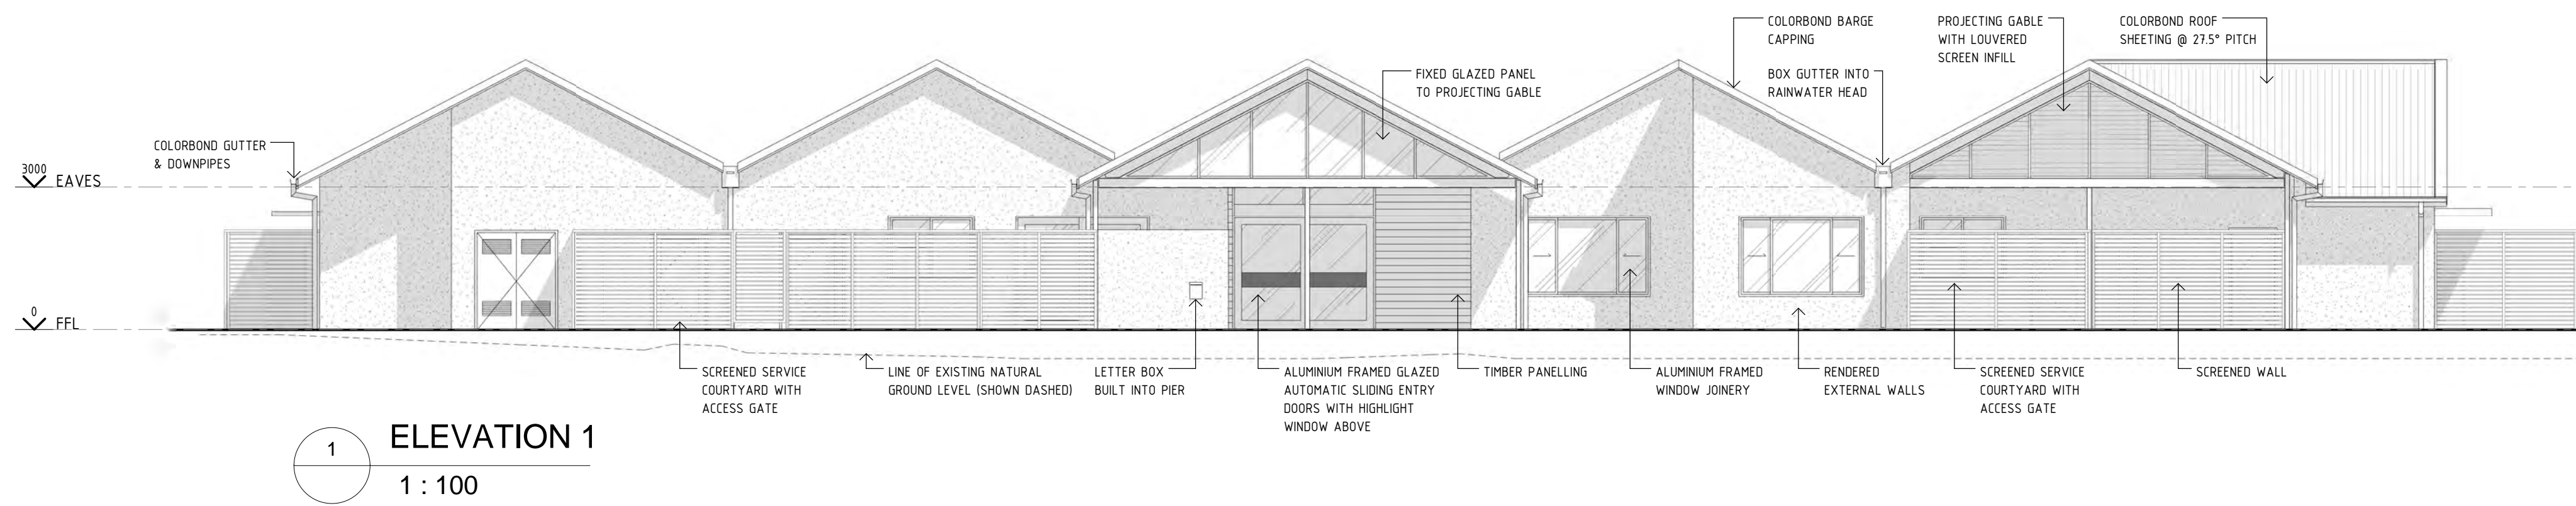 COLORBOND GUTTER
& DOWNPIPES
3000
EAVES
0
FFL
FIXED GLAZED PANEL
TO PROJECTING GABLE
COLORBOND BARGE
CAPPING
BOX GUTTER INTO
RAINWATER HEAD
PROJECTING GABLE
WITH LOUVERED
SCREEN INFILL
COLORBOND ROOF
SHEETING @ 27.5° PITCH
SCREENED SERVICE
COURTYARD WITH
ACCESS GATE
LINE OF EXISTING NATURAL
GROUND LEVEL (SHOWN DASHED)
LETTER BOX
BUILT INTO PIER
ALUMINIUM FRAMED GLAZED
AUTOMATIC SLIDING ENTRY
DOORS WITH HIGHLIGHT
WINDOW ABOVE
TIMBER PANELLING
ALUMINIUM FRAMED
WINDOW JOINERY
RENDERED
EXTERNAL WALLS
SCREENED SERVICE
COURTYARD WITH
ACCESS GATE
SCREENED WALL
1
ELEVATION 1
1 : 100